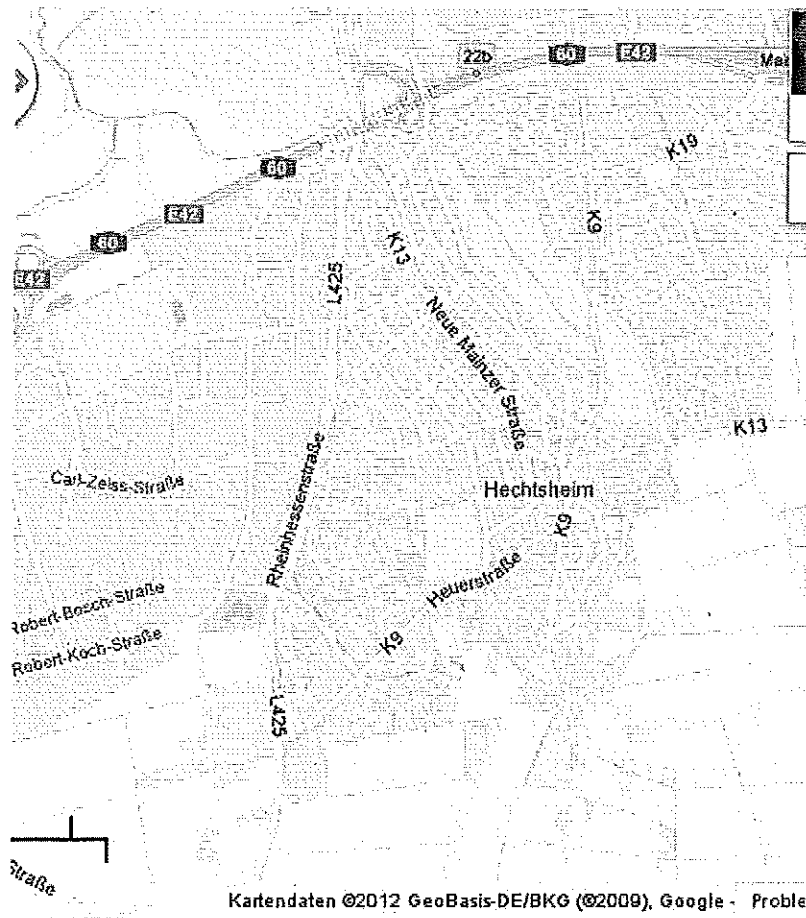 22b
60
E42
Mai
K19
60
E42
K9
60
K13
E42
L425
Neue Mainzer Straße
K13
Rheinhessenstraße
Carl-Zeiss-Straße
Hechtsheim
K9
Heuerstraße
Robert-Bosch-Straße
K9
Robert-Koch-Straße
L425
Straße
Kartendaten ©2012 GeoBasis-DE/BKG (©2009), Google - Proble